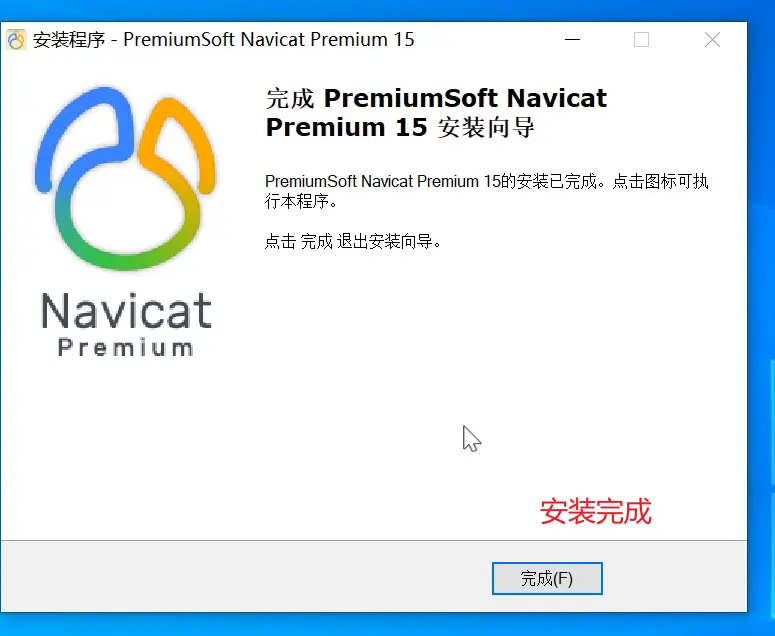 安装程序 - PremiumSoft Navicat Premium 15
完成 PremiumSoft Navicat
Premium 15 安装向导
PremiumSoft Navicat Premium 15的安装已完成。点击图标可执
行本程序。
点击 完成 退出安装向导。
Navicat
Premium
安装完成
完成(F)